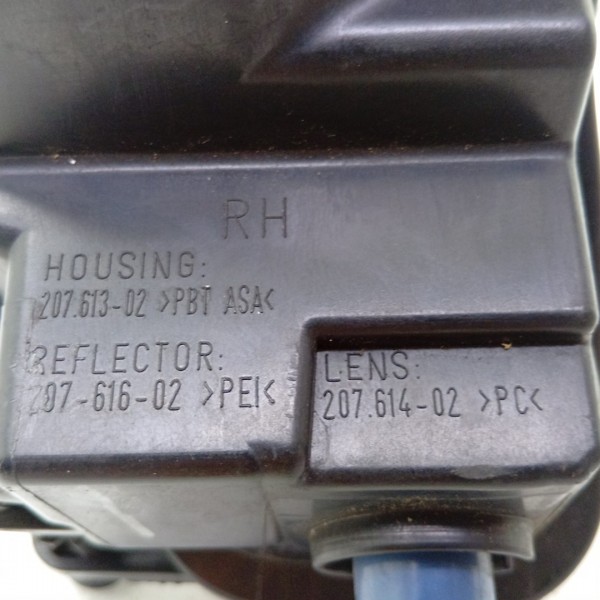 RH
HOUSING:
207.613-02 >PBT ASA<
REFLECTOR:
207-616-02 >PEI<
LENS:
207.614-02 >PC<